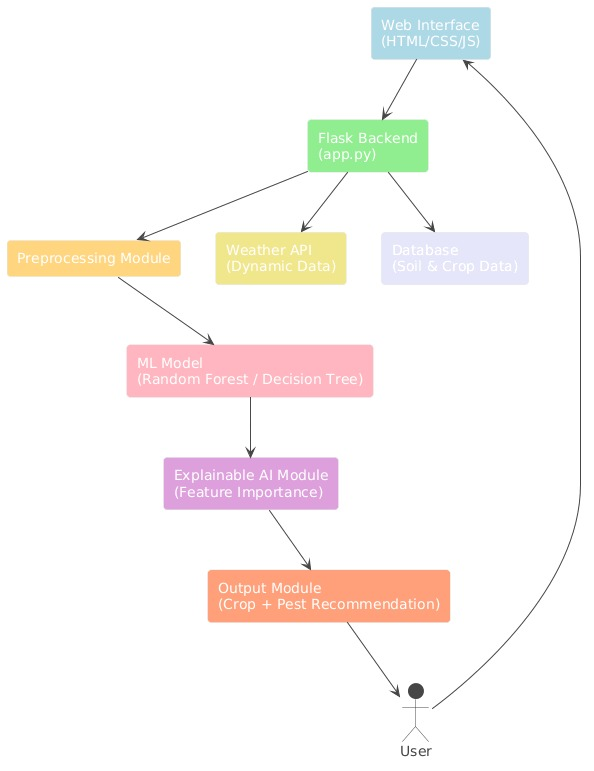 Web Interface
(HTML/CSS/JS)
Flask Backend
(app.py)
Preprocessing Module
Weather API
(Dynamic Data)
Database
(Soil & Crop Data)
ML Model
(Random Forest / Decision Tree)
Explainable AI Module
(Feature Importance)
Output Module
(Crop + Pest Recommendation)
User